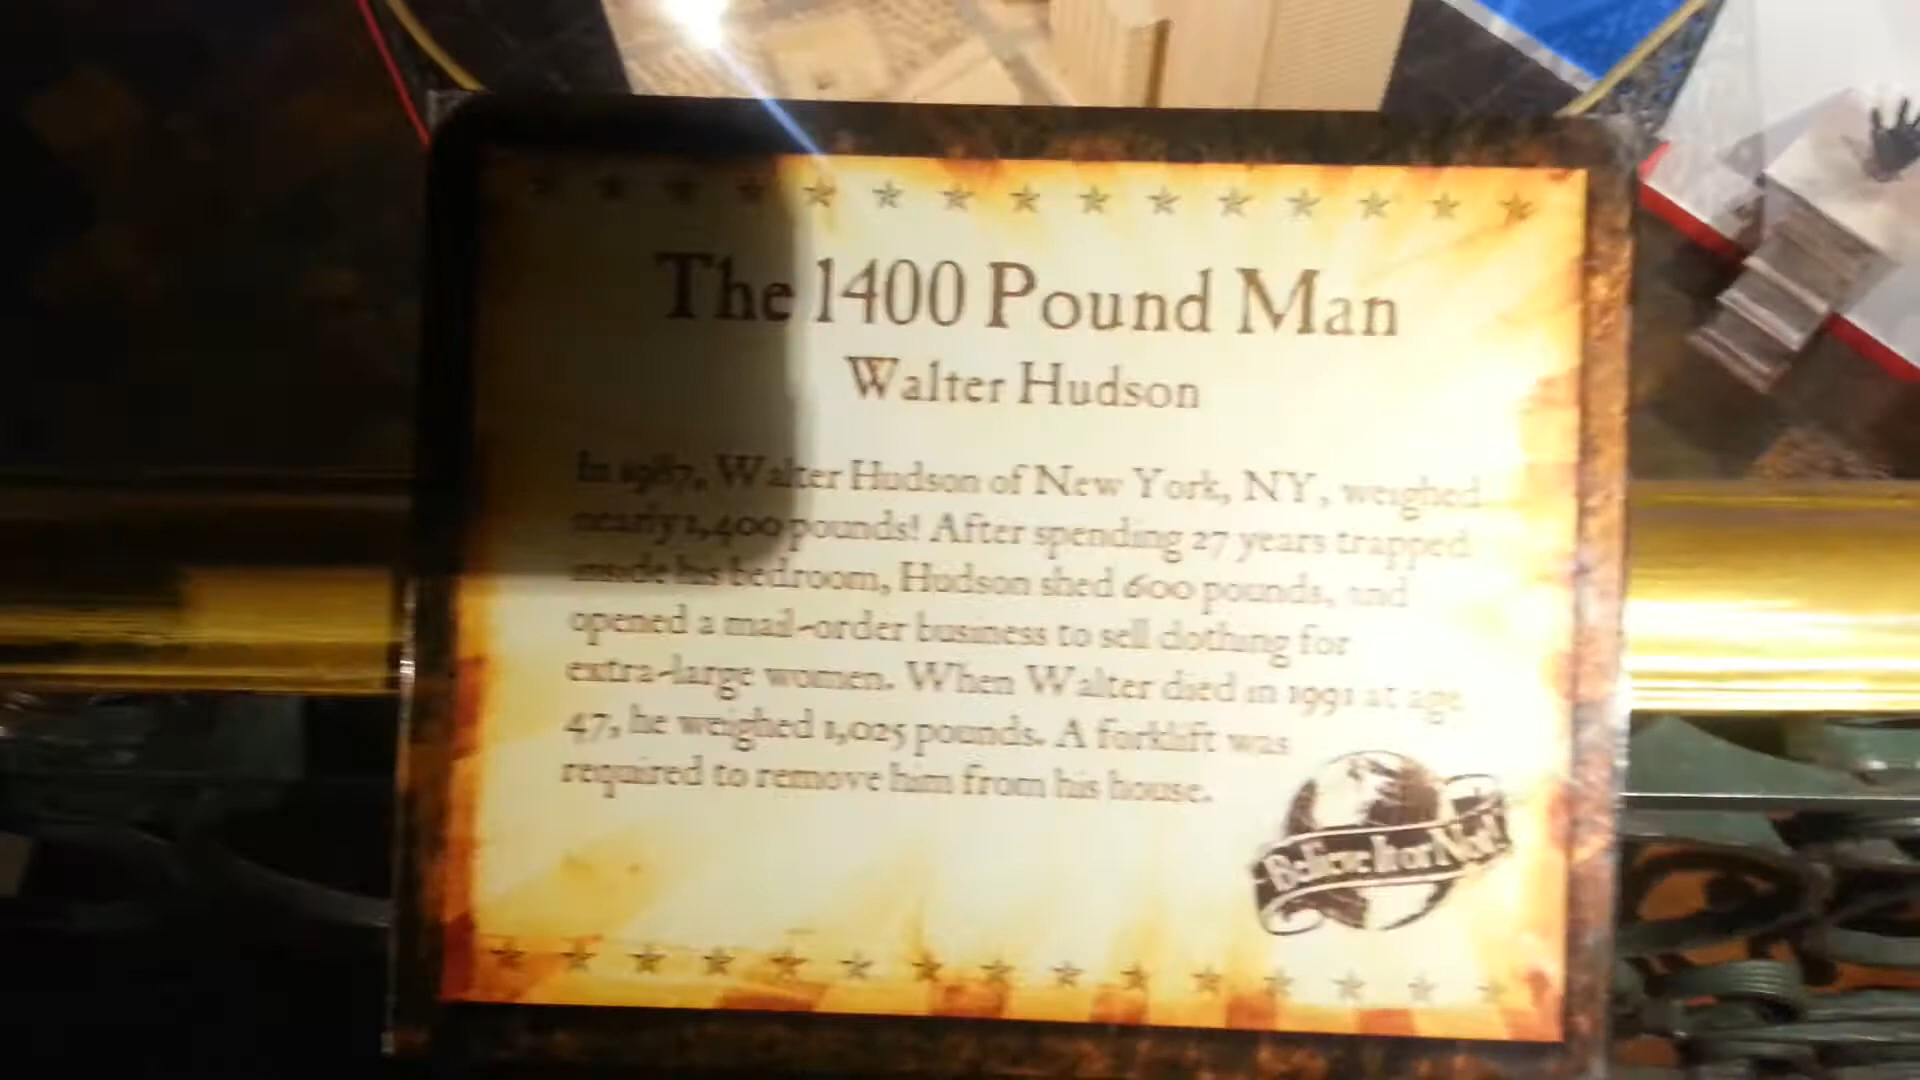 The 1400 Pound Man
Walter Hudson
In 1987, Walter Hudson of New York, NY, weighed
nearly 1,400 pounds! After spending 27 years trapped
inside his bedroom, Hudson shed 600 pounds, and
opened a mail-order business to sell clothing for
extra-large women. When Walter died in 1991 at age
47, he weighed 1,025 pounds. A forklift was
required to remove him from his house.
Believe It or Not!